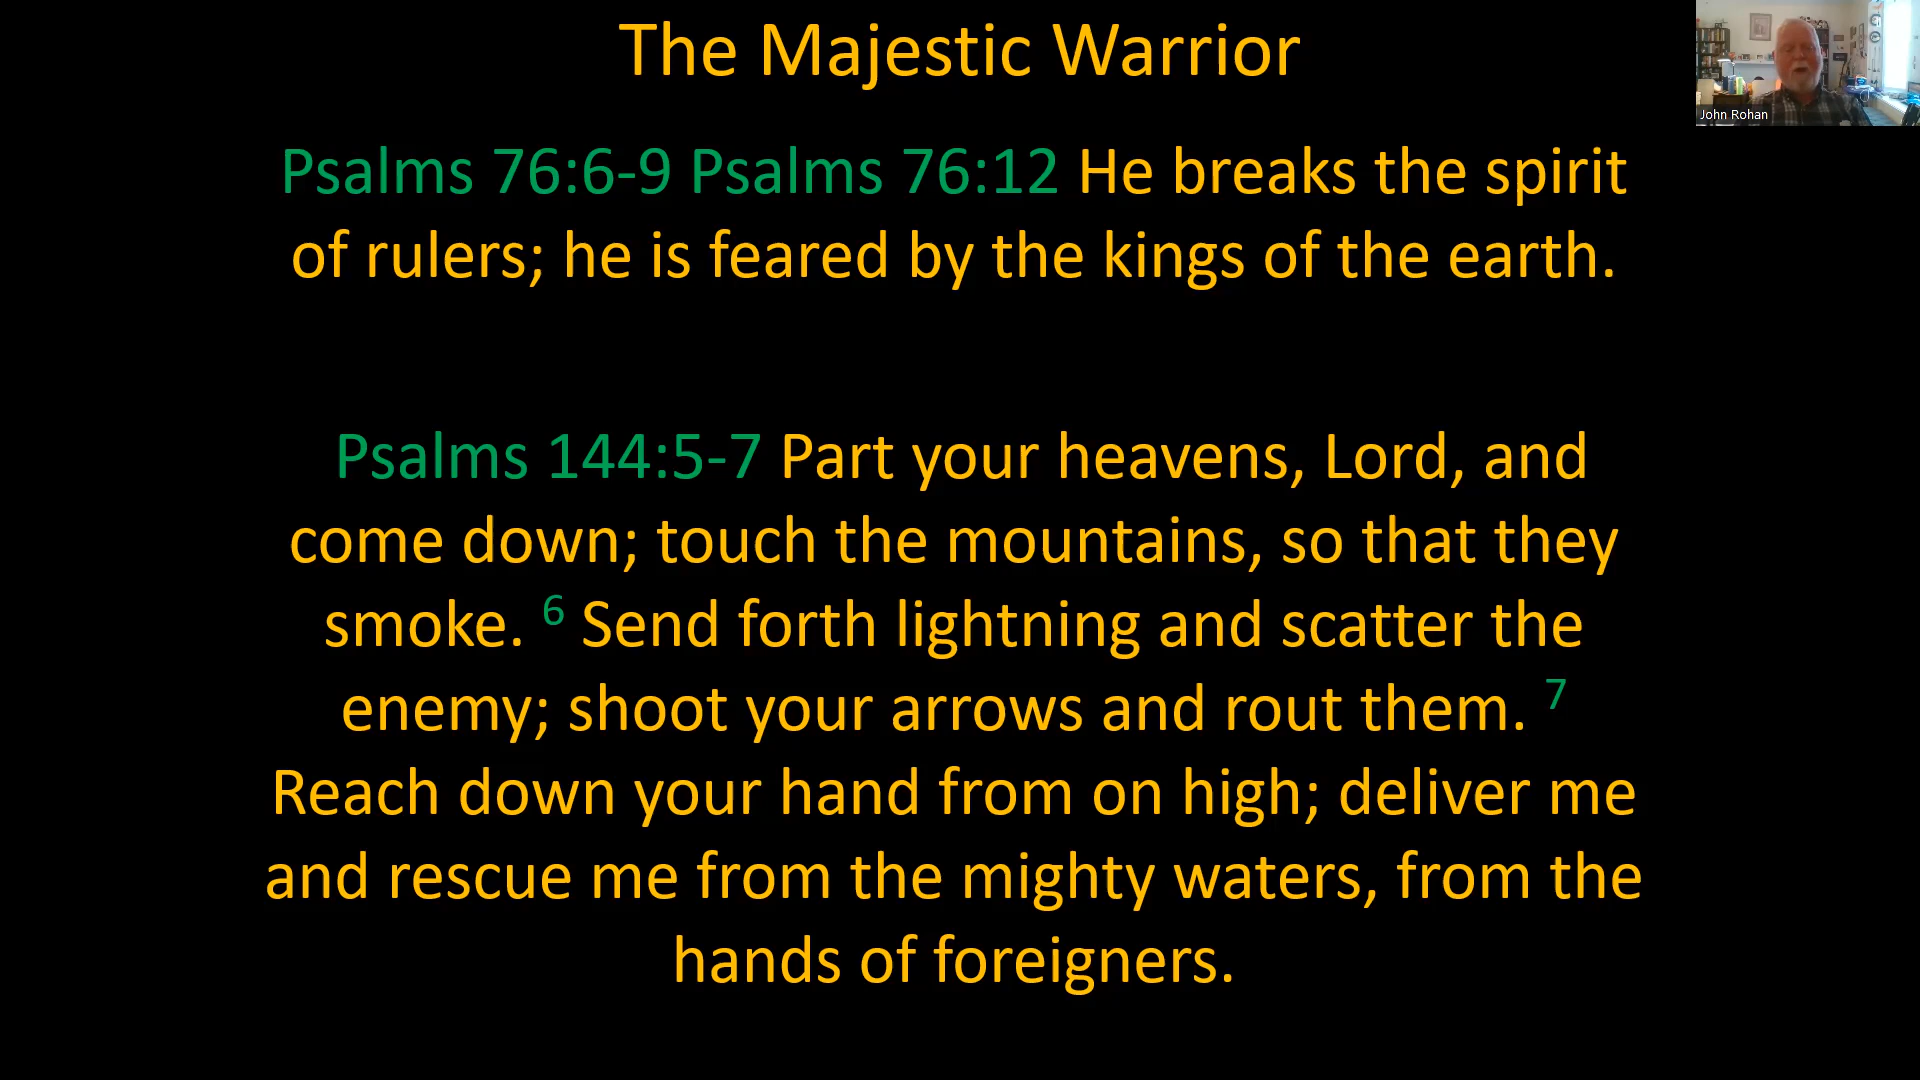 The Majestic Warrior
John Rohan
Psalms 76:6-9 Psalms 76:12 He breaks the spirit
of rulers; he is feared by the kings of the earth.
Psalms 144:5-7 Part your heavens, Lord, and
come down; touch the mountains, so that they
smoke. 6 Send forth lightning and scatter the
enemy; shoot your arrows and rout them. 7
Reach down your hand from on high; deliver me
and rescue me from the mighty waters, from the
hands of foreigners.